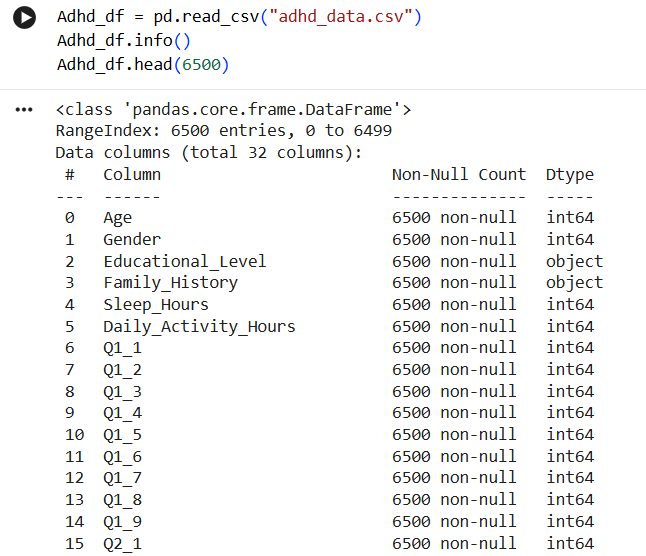 Adhd_df = pd.read_csv("adhd_data.csv")
Adhd_df.info()
Adhd_df.head(6500)
<class 'pandas.core.frame.DataFrame'>
RangeIndex: 6500 entries, 0 to 6499
Data columns (total 32 columns):
 #   Column                      Non-Null Count  Dtype
---  ------                      --------------  -----
 0   Age                         6500 non-null   int64
 1   Gender                      6500 non-null   int64
 2   Educational_Level           6500 non-null   object
 3   Family_History              6500 non-null   object
 4   Sleep_Hours                 6500 non-null   int64
 5   Daily_Activity_Hours        6500 non-null   int64
 6   Q1_1                        6500 non-null   int64
 7   Q1_2                        6500 non-null   int64
 8   Q1_3                        6500 non-null   int64
 9   Q1_4                        6500 non-null   int64
 10  Q1_5                        6500 non-null   int64
 11  Q1_6                        6500 non-null   int64
 12  Q1_7                        6500 non-null   int64
 13  Q1_8                        6500 non-null   int64
 14  Q1_9                        6500 non-null   int64
 15  Q2_1                        6500 non-null   int64